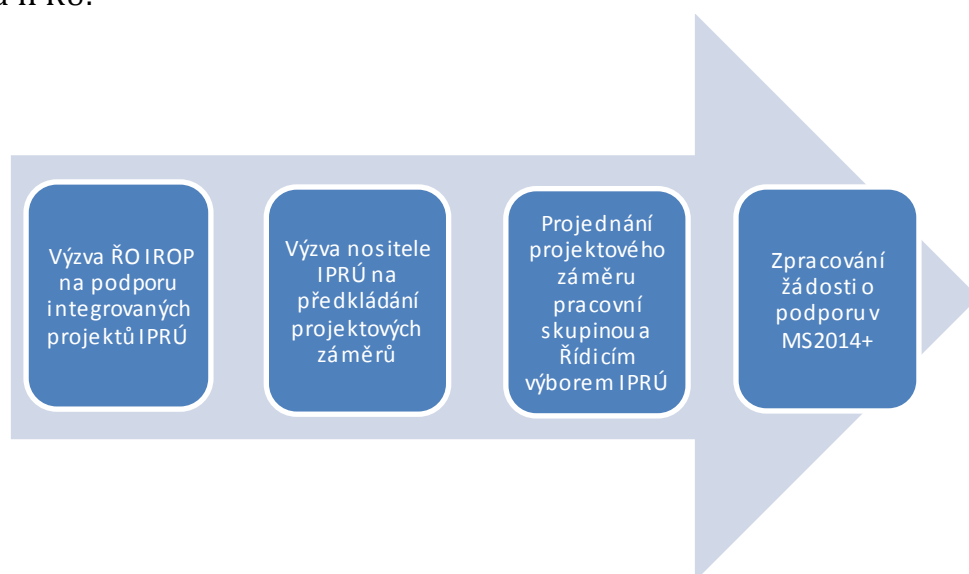 Výzva ŘO IROP
na podporu
integrovaných
projektů IPRÚ
Výzva nositele
IPRÚ na
předkládání
projektových
záměrů
Projednání
projektového
záměru
pracovní
skupinou a
Řídicím
výborem IPRÚ
Zpracování
žádosti o
podporu v
MS2014+